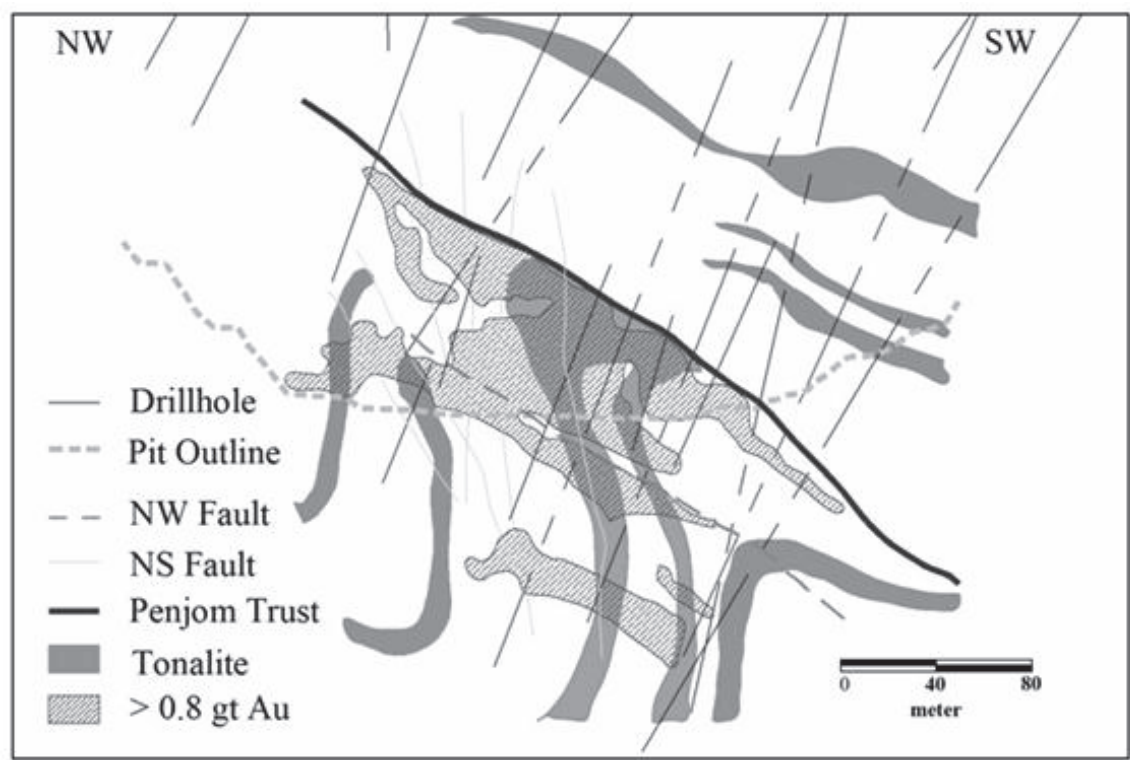 NW
SW
Drillhole
Pit Outline
NW Fault
NS Fault
Penjom Trust
Tonalite
> 0.8 gt Au
0 40 80
meter